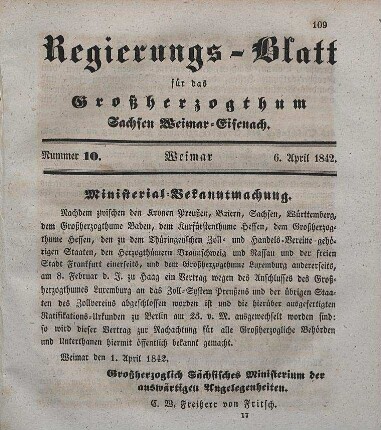 109
Regierungs-Blatt
für das
Großherzogthum
Sachsen Weimar-Eisenach.
Nummer 10. Weimar 6. April 1842.
Ministerial-Bekanntmachung.
Nachdem zwischen den Kronen Preußen, Baiern, Sachsen, Württemberg,
dem Großherzogthume Baden, dem Kurfürstenthume Hessen, dem Großherzog-
thume Hessen, den zu dem Thüringischen Zoll- und Handels-Vereine gehö-
rigen Staaten, den Herzogthümern Braunschweig und Nassau und der freien
Stadt Frankfurt einerseits, und dem Großherzogthume Luxemburg andererseits,
am 8. Februar d. J. zu Haag ein Vertrag wegen des Anschlusses des Groß-
herzogthumes Luxemburg an das Zoll-System Preußens und der übrigen Staa-
ten des Zollvereins abgeschlossen worden ist und die hierüber ausgefertigten
Ratifikations-Urkunden zu Berlin am 23. v. M. ausgewechselt worden sind:
so wird dieser Vertrag zur Nachachtung für alle Großherzogliche Behörden
und Unterthanen hiermit öffentlich bekannt gemacht.
Weimar den 1. April 1842.
Großherzoglich Sächsisches Ministerium der
auswärtigen Angelegenheiten.
C. W. Freiherr von Fritsch.
17